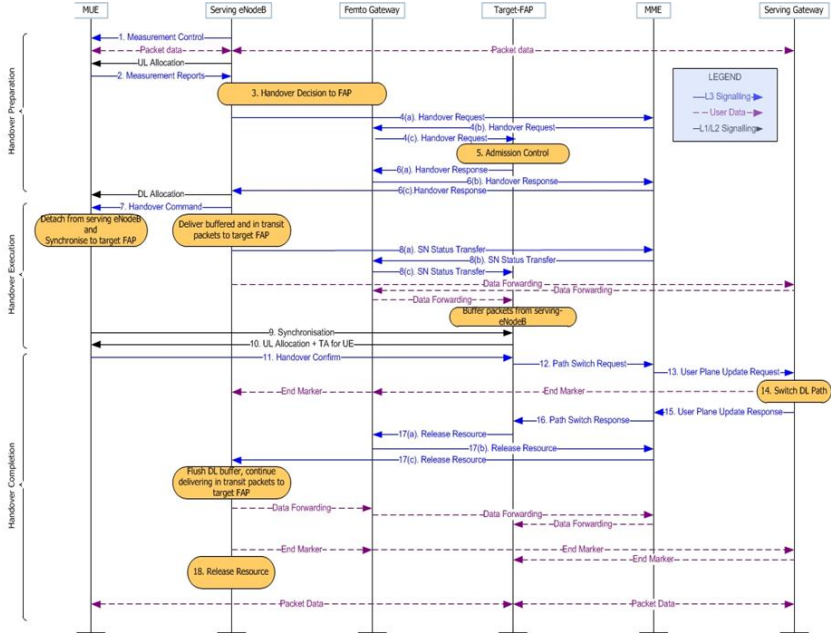 MUE
Serving eNodeB
Femto Gateway
Target-FAP
MME
Serving Gateway
Handover Preparation
1. Measurement Control
Packet data
Packet data
UL Allocation
2. Measurement Reports
3. Handover Decision to FAP
LEGEND
L3 Signalling
User Data
L1/L2 Signalling
4(a). Handover Request
4(b). Handover Request
4(c). Handover Request
5. Admission Control
6(a). Handover Response
6(b). Handover Response
6(c).Handover Response
DL Allocation
7. Handover Command
Handover Execution
Detach from serving eNodeB
and
Synchronise to target FAP
Deliver buffered and in transit
packets to target FAP
8(a). SN Status Transfer
8(b). SN Status Transfer
8(c). SN Status Transfer
Data Forwarding
Data Forwarding
Data Forwarding
Buffer packets from serving-
eNodeB
9. Synchronisation
10. UL Allocation + TA for UE
Handover Completion
11. Handover Confirm
12. Path Switch Request
13. User Plane Update Request
End Marker
End Marker
14. Switch DL Path
15. User Plane Update Response
16. Path Switch Response
17(a). Release Resource
17(b). Release Resource
17(c). Release Resource
Flush DL buffer, continue
delivering in transit packets to
target FAP
Data Forwarding
Data Forwarding
Data Forwarding
End Marker
End Marker
End Marker
18. Release Resource
Packet Data
Packet Data